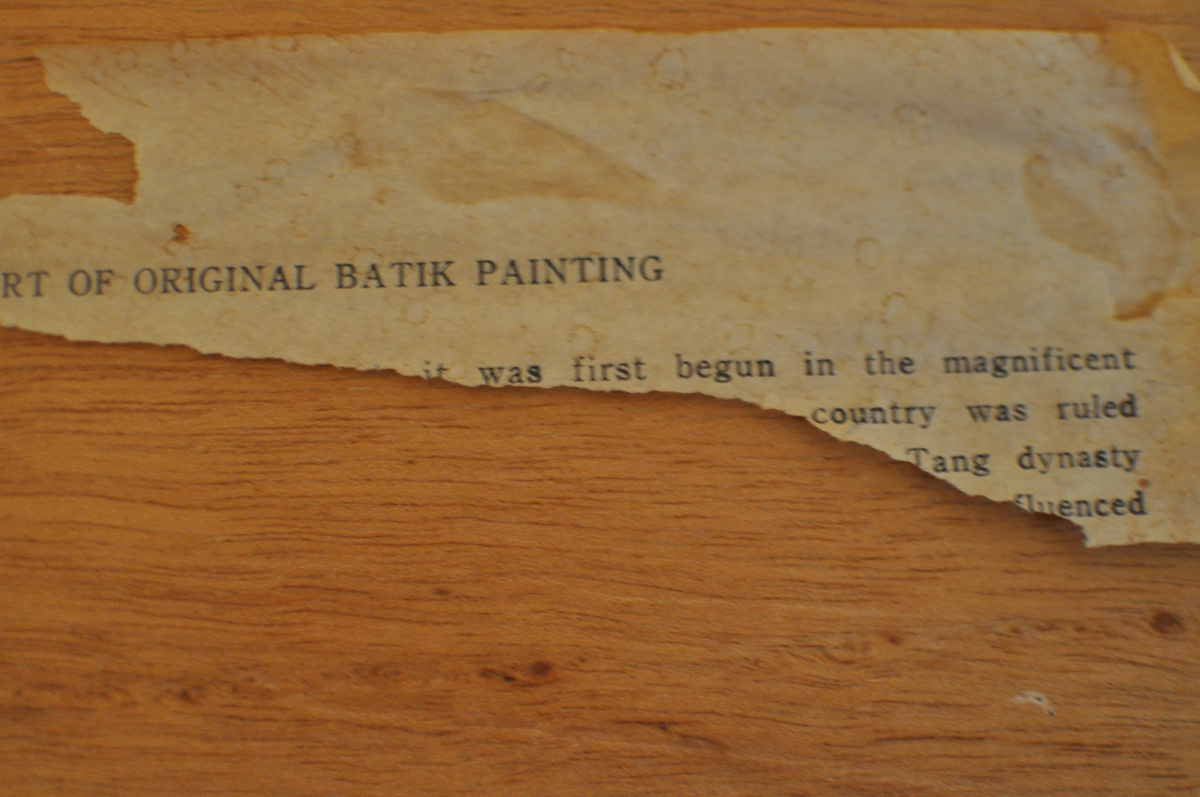 RT OF ORIGINAL BATIK PAINTING
it was first begun in the magnificent
country was ruled
Tang dynasty
fluenced